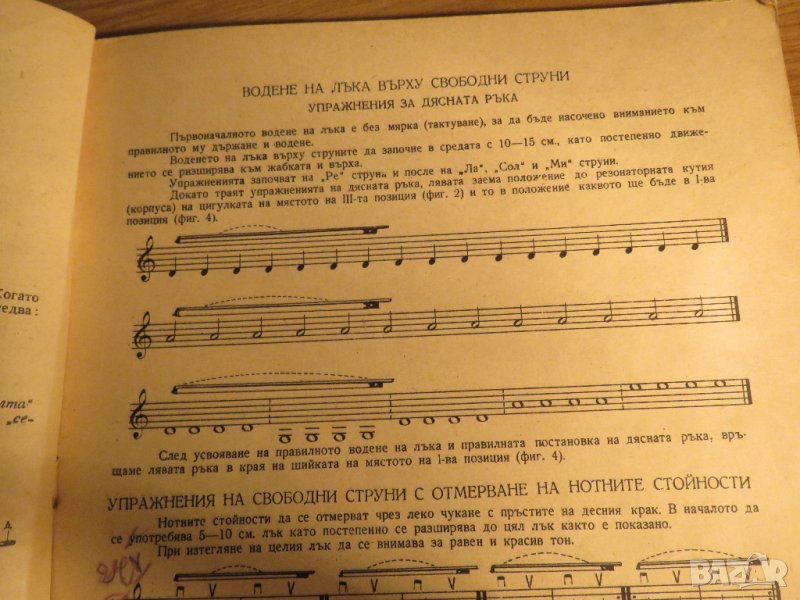 ВОДЕНЕ НА ЛЪКА ВЪРХУ СВОБОДНИ СТРУНИ
УПРАЖНЕНИЯ ЗА ДЯСНАТА РЪКА
Първоначалното водене на лъка е без мярка (тактуване), за да бъде насочено вниманието към
правилното му държане и водене.
Воденето на лъка върху струните да започне в средата с 10—15 см., като постепенно движе-
нието се разширява към жабката и върха.
Упражненията започват на „Ре“ струна и после на „Ла“, „Сол“ и „Ми“ струни.
Докато траят упражненията на дясната ръка, лявата заема положение до резонаторната кутия
(корпуса) на цигулката на мястото на III-та позиция (фиг. 2) и то в положение каквото ще бъде в I-ва
позиция (фиг. 4).
Когато
едва:
лта“
„се-
След усвояване на правилното водене на лъка и правилната постановка на дясната ръка, връ-
щаме лявата ръка в края на шийката на мястото на 1-ва позиция (фиг. 4).
УПРАЖНЕНИЯ НА СВОБОДНИ СТРУНИ С ОТМЕРВАНЕ НА НОТНИТЕ СТОЙНОСТИ
Нотните стойности да се отмерват чрез леко чукане с пръстите на десния крак. В началото да
се употребява 5—10 см. лък като постепенно се разширява до цял лък както е показано.
При изтегляне на целия лък да се внимава за равен и красив тон.
BAZAR